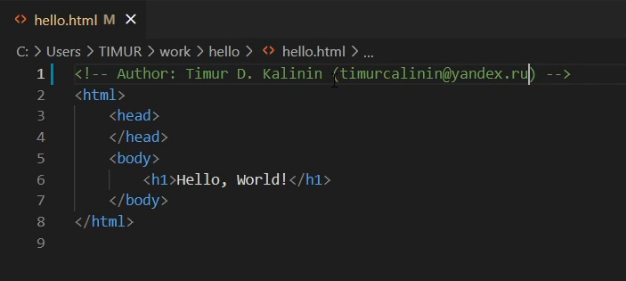 <> hello.html M ×
C: > Users > TIMUR > work > hello > <> hello.html > ...
1 <!-- Author: Timur D. Kalinin (timurcalinin@yandex.ru) -->
2 <html>
3     <head>
4     </head>
5     <body>
6         <h1>Hello, World!</h1>
7     </body>
8 </html>
9